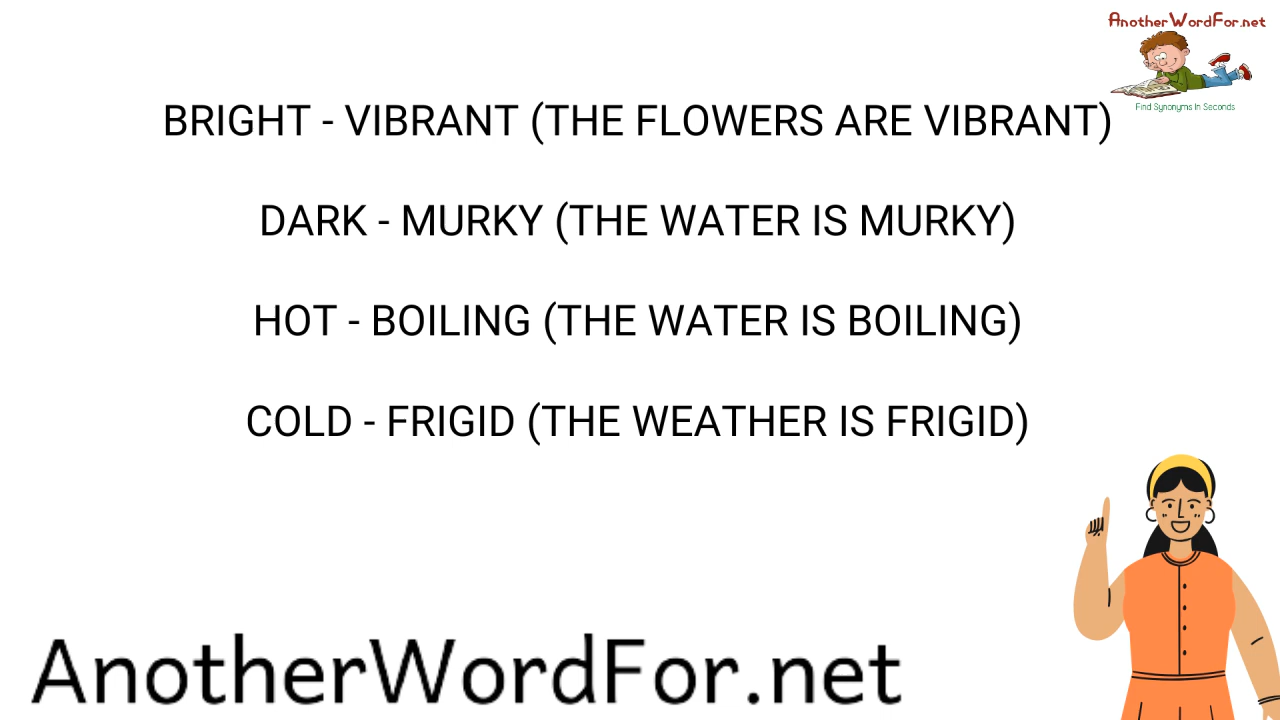 AnotherWordFor.net
Find Synonyms In Seconds
BRIGHT - VIBRANT (THE FLOWERS ARE VIBRANT)
DARK - MURKY (THE WATER IS MURKY)
HOT - BOILING (THE WATER IS BOILING)
COLD - FRIGID (THE WEATHER IS FRIGID)
AnotherWordFor.net